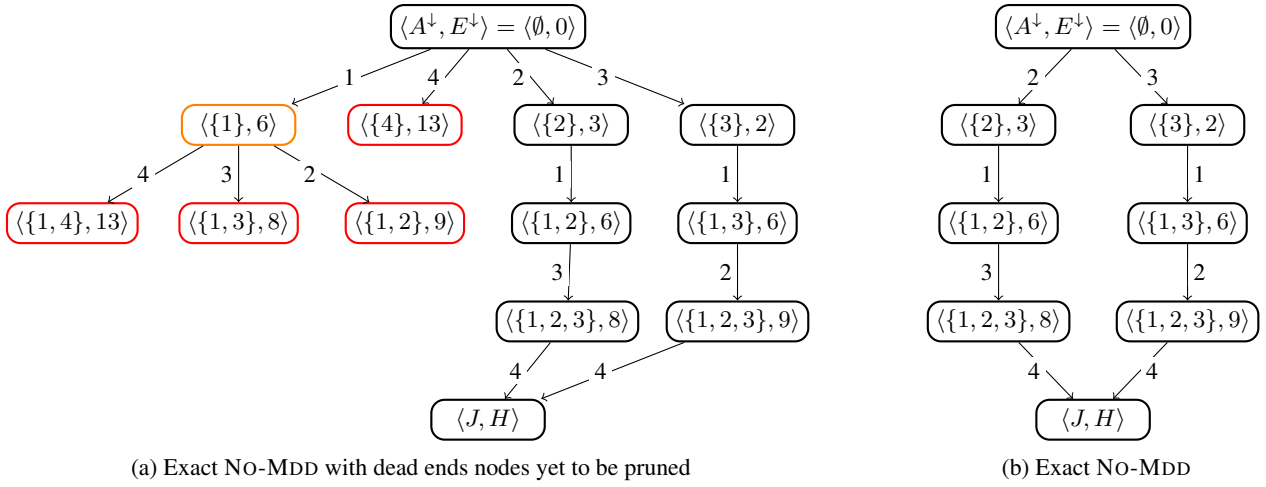 ⟨A↓, E↓⟩ = ⟨∅, 0⟩
1 4 2 3
⟨{1}, 6⟩ ⟨{4}, 13⟩ ⟨{2}, 3⟩ ⟨{3}, 2⟩
4 3 2 1 1
⟨{1, 4}, 13⟩ ⟨{1, 3}, 8⟩ ⟨{1, 2}, 9⟩ ⟨{1, 2}, 6⟩ ⟨{1, 3}, 6⟩
3 2
⟨{1, 2, 3}, 8⟩ ⟨{1, 2, 3}, 9⟩
4 4
⟨J, H⟩
(a) Exact NO-MDD with dead ends nodes yet to be pruned
⟨A↓, E↓⟩ = ⟨∅, 0⟩
2 3
⟨{2}, 3⟩ ⟨{3}, 2⟩
1 1
⟨{1, 2}, 6⟩ ⟨{1, 3}, 6⟩
3 2
⟨{1, 2, 3}, 8⟩ ⟨{1, 2, 3}, 9⟩
4 4
⟨J, H⟩
(b) Exact NO-MDD